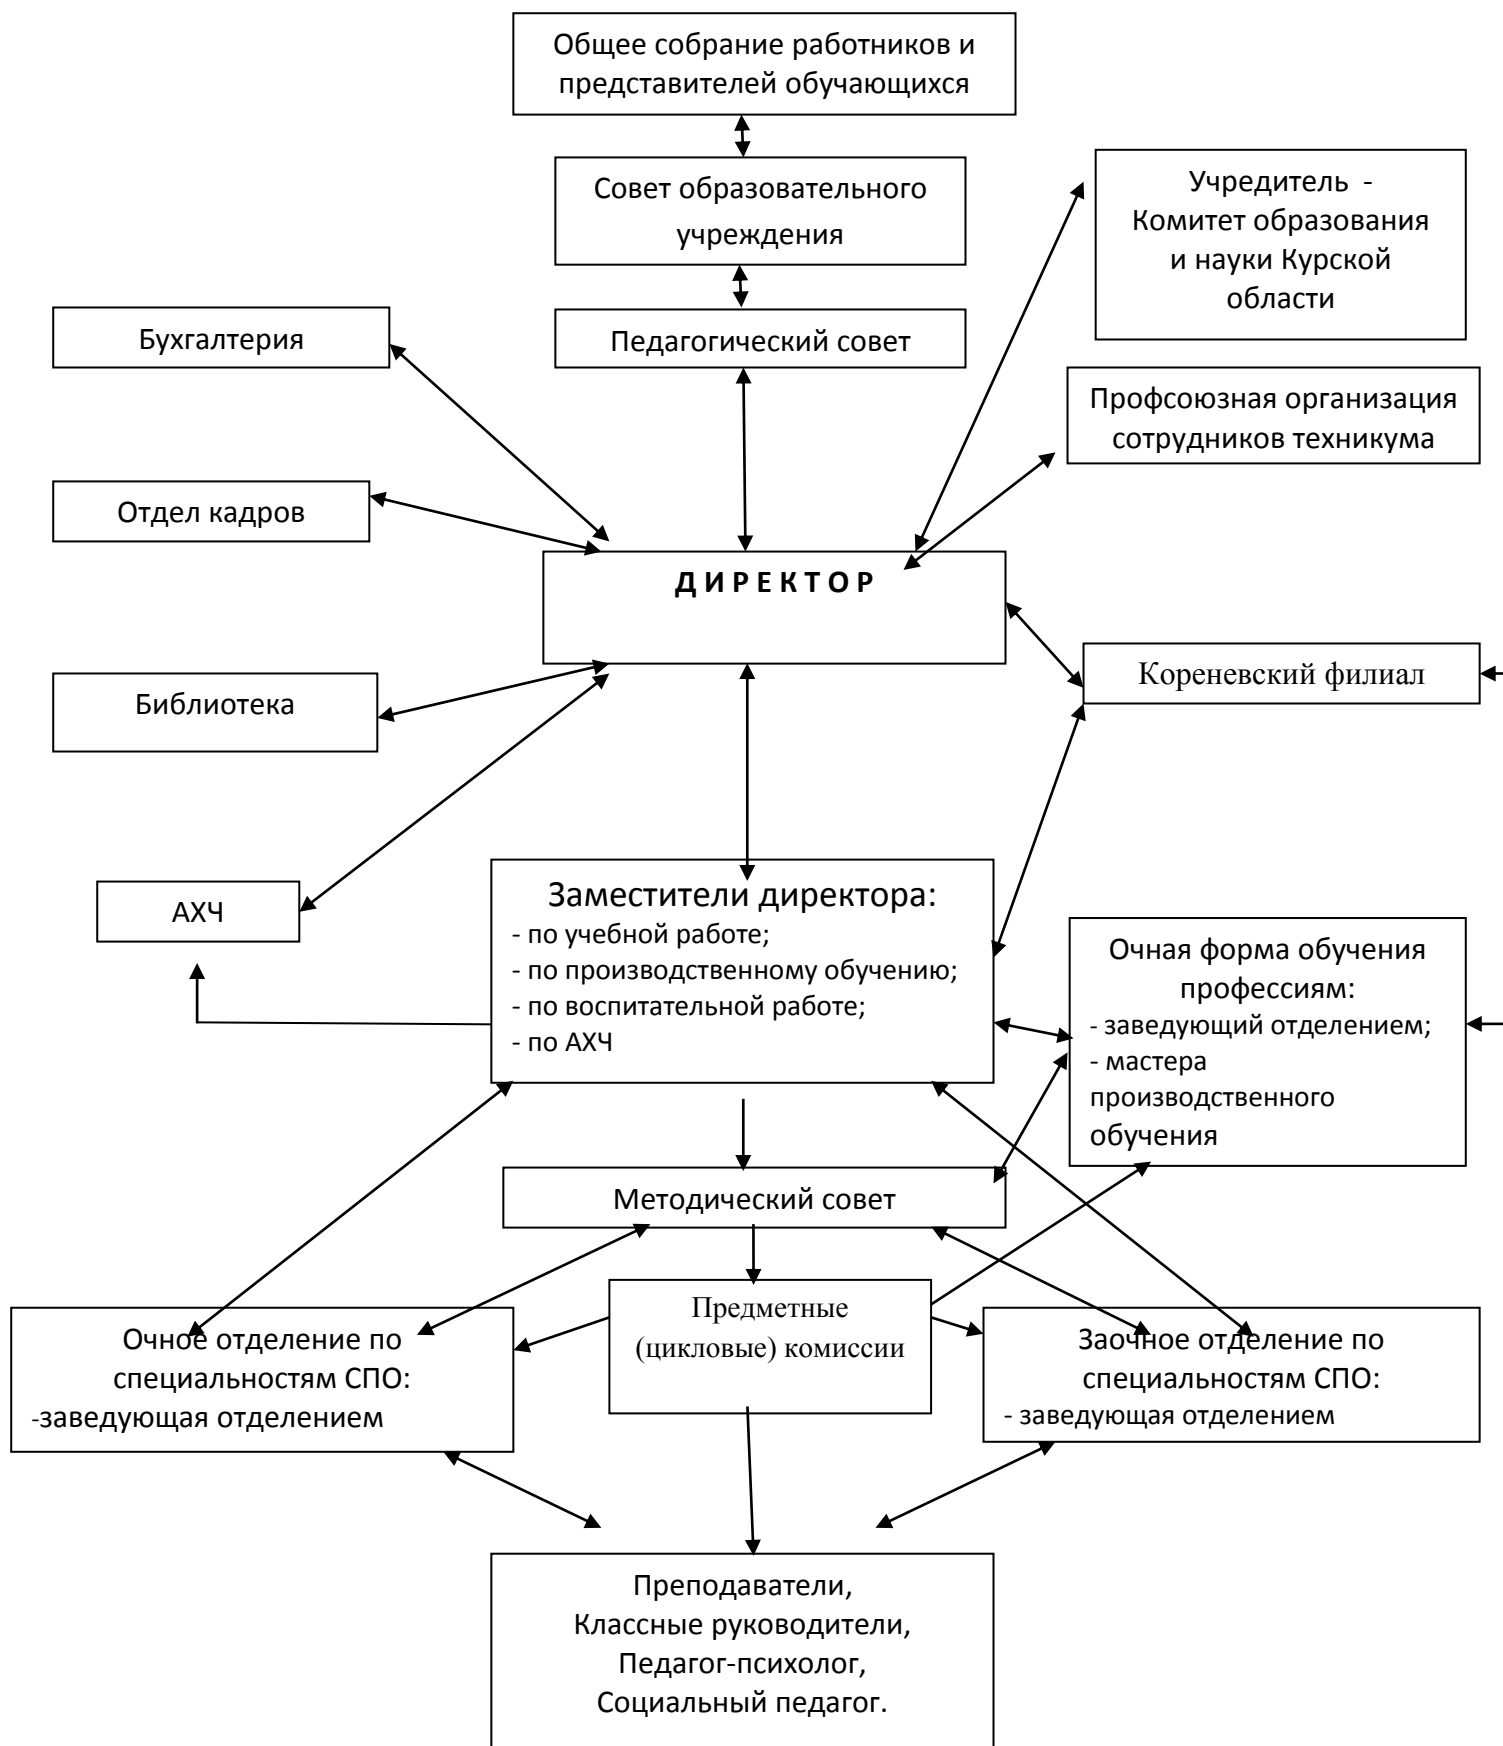 Общее собрание работников и
представителей обучающихся
Совет образовательного
учреждения
Учредитель -
Комитет образования
и науки Курской
области
Бухгалтерия
Педагогический совет
Профсоюзная организация
сотрудников техникума
Отдел кадров
Д И Р Е К Т О Р
Кореневский филиал
Библиотека
АХЧ
Заместители директора:
- по учебной работе;
- по производственному обучению;
- по воспитательной работе;
- по АХЧ
Очная форма обучения
профессиям:
- заведующий отделением;
- мастера
производственного
обучения
Методический совет
Предметные
(цикловые) комиссии
Очное отделение по
специальностям СПО:
-заведующая отделением
Заочное отделение по
специальностям СПО:
- заведующая отделением
Преподаватели,
Классные руководители,
Педагог-психолог,
Социальный педагог.